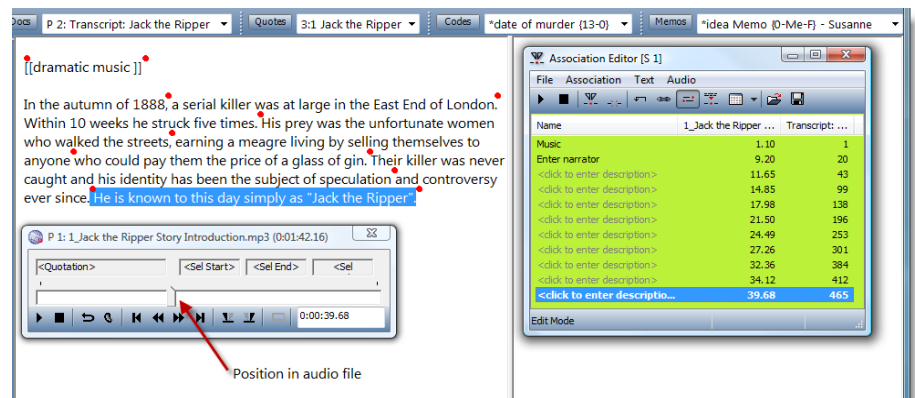 Docs P 2: Transcript: Jack the Ripper Quotes 3:1 Jack the Ripper Codes *date of murder {13-0} Memos *idea Memo {0-Me-F} - Susanne
[[dramatic music ]]
In the autumn of 1888, a serial killer was at large in the East End of London.
Within 10 weeks he struck five times. His prey was the unfortunate women
who walked the streets, earning a meagre living by selling themselves to
anyone who could pay them the price of a glass of gin. Their killer was never
caught and his identity has been the subject of speculation and controversy
ever since. He is known to this day simply as "Jack the Ripper".
P 1: 1_Jack the Ripper Story Introduction.mp3 (0:01:42.16)
<Quotation> <Sel Start> <Sel End> <Sel
0:00:39.68
Position in audio file
Association Editor [S 1]
File Association Text Audio
Name 1_Jack the Ripper ... Transcript: ...
Music 1.10 1
Enter narrator 9.20 20
<click to enter description> 11.65 43
<click to enter description> 14.85 99
<click to enter description> 17.98 138
<click to enter description> 21.50 196
<click to enter description> 24.49 253
<click to enter description> 27.26 301
<click to enter description> 32.36 384
<click to enter description> 34.12 412
<click to enter descriptio... 39.68 465
Edit Mode